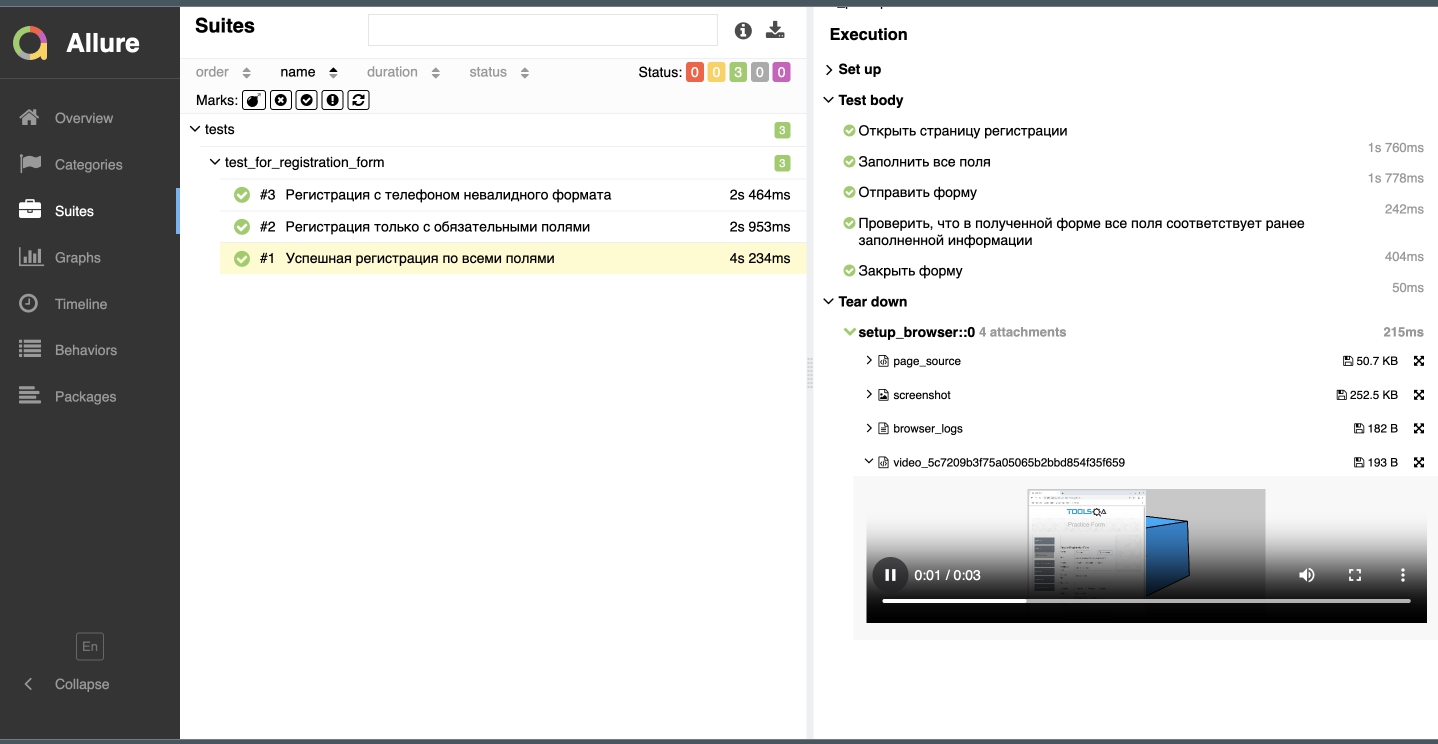 Allure
Overview
Categories
Suites
Graphs
Timeline
Behaviors
Packages
En
Collapse
Suites
order name duration status Status: 0 0 3 0 0
Marks:
tests 3
test_for_registration_form 3
#3 Регистрация с телефоном невалидного формата 2s 464ms
#2 Регистрация только с обязательными полями 2s 953ms
#1 Успешная регистрация по всеми полями 4s 234ms
Execution
Set up
Test body
Открыть страницу регистрации
1s 760ms
Заполнить все поля
1s 778ms
Отправить форму
242ms
Проверить, что в полученной форме все поля соответствует ранее
заполненной информации
404ms
Закрыть форму
50ms
Tear down
setup_browser::0 4 attachments 215ms
page_source 50.7 KB
screenshot 252.5 KB
browser_logs 182 B
video_5c7209b3f75a05065b2bbd854f35f659 193 B
TOOLSQA
Practice Form
0:01 / 0:03